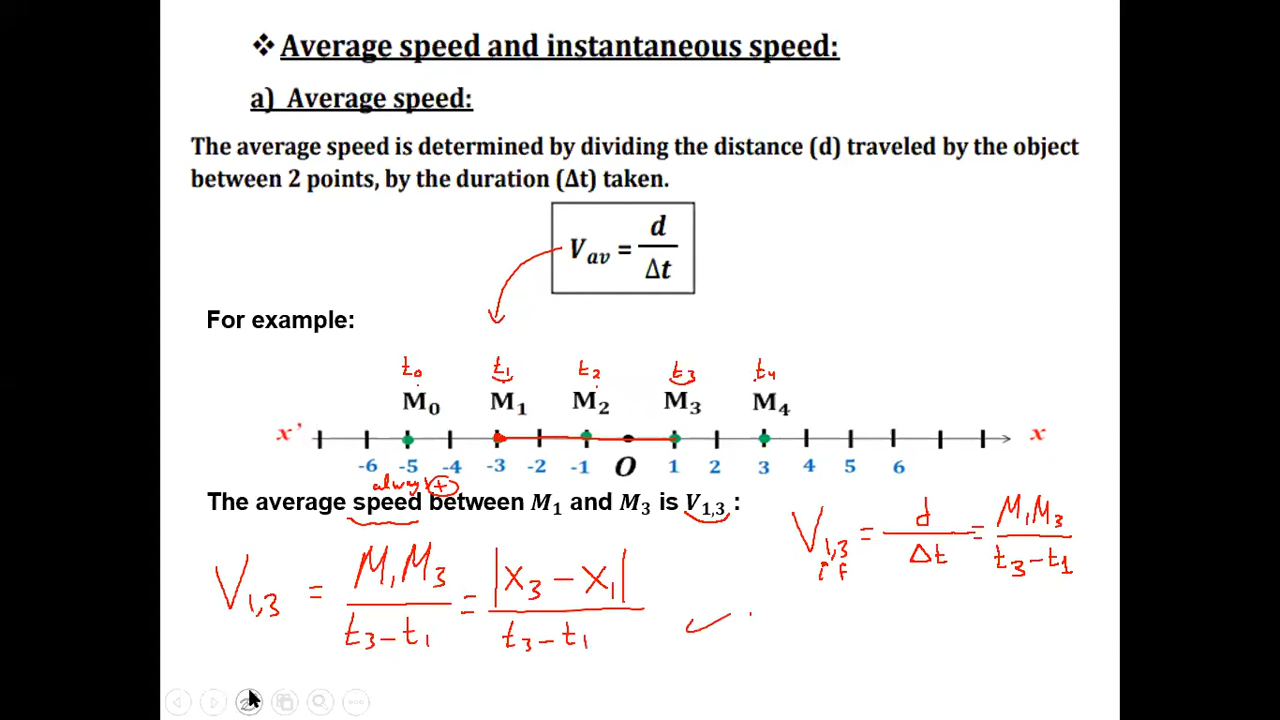 ❖ Average speed and instantaneous speed:
a) Average speed:
The average speed is determined by dividing the distance (d) traveled by the object
between 2 points, by the duration (Δt) taken.
V_av = d / Δt
For example:
t₀ t₁ t₂ t₃ t₄
M₀ M₁ M₂ M₃ M₄
x' x
-6 -5 -4 -3 -2 -1 O 1 2 3 4 5 6
always +
The average speed between M₁ and M₃ is V₁,₃ :
V₁,₃ = d / Δt = M₁M₃ / t₃ - t₁
i F
V₁,₃ = M₁M₃ / t₃ - t₁ = |x₃ - x₁| / t₃ - t₁